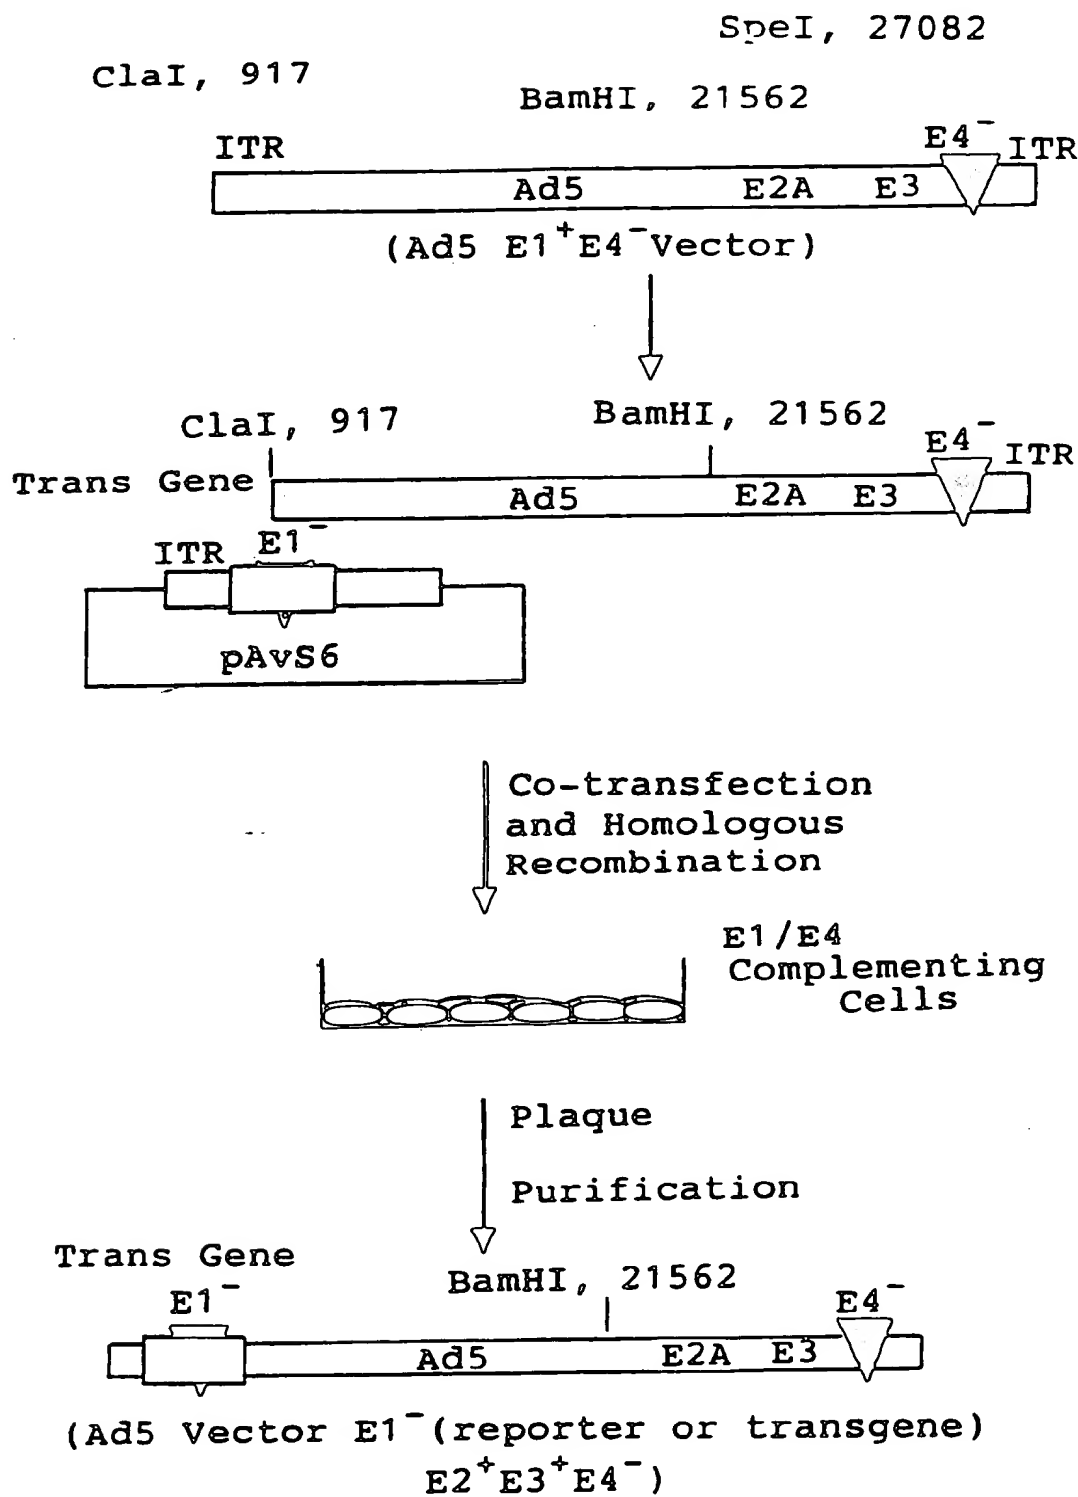 SpeI, 27082
ClaI, 917
BamHI, 21562
E4⁻
ITR
ITR
Ad5 E2A E3
(Ad5 E1⁺E4⁻Vector)
ClaI, 917
BamHI, 21562
E4⁻
ITR
Trans Gene
Ad5 E2A E3
E1⁻
ITR
pAvS6
Co-transfection
and Homologous
Recombination
E1/E4
Complementing
Cells
Plaque
Purification
Trans Gene
BamHI, 21562
E1⁻
E4⁻
Ad5 E2A E3
(Ad5 Vector E1⁻(reporter or transgene)
E2⁺E3⁺E4⁻)